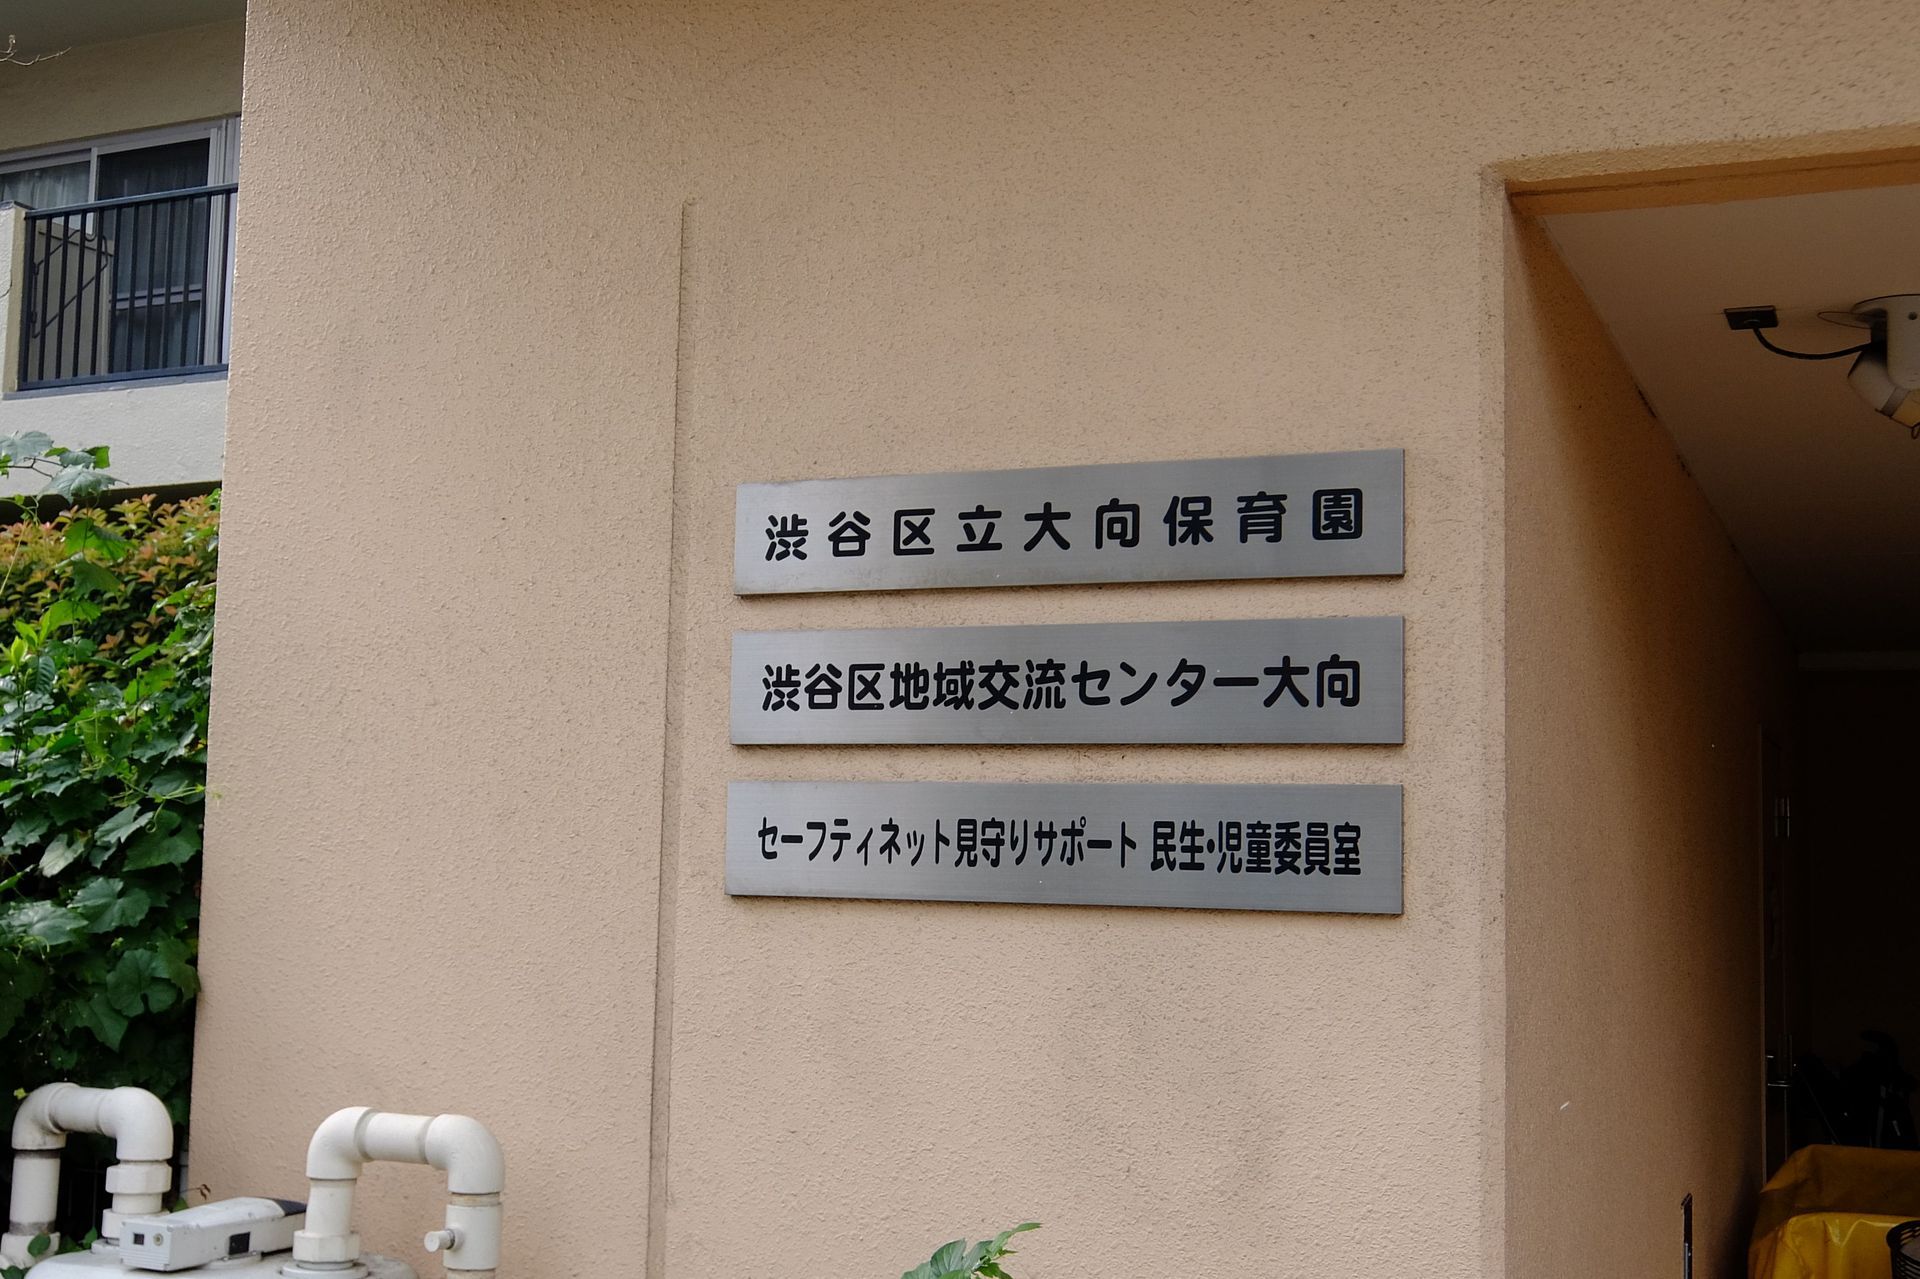 渋谷区立大向保育園
渋谷区地域交流センター大向
セーフティネット見守りサポート 民生・児童委員室